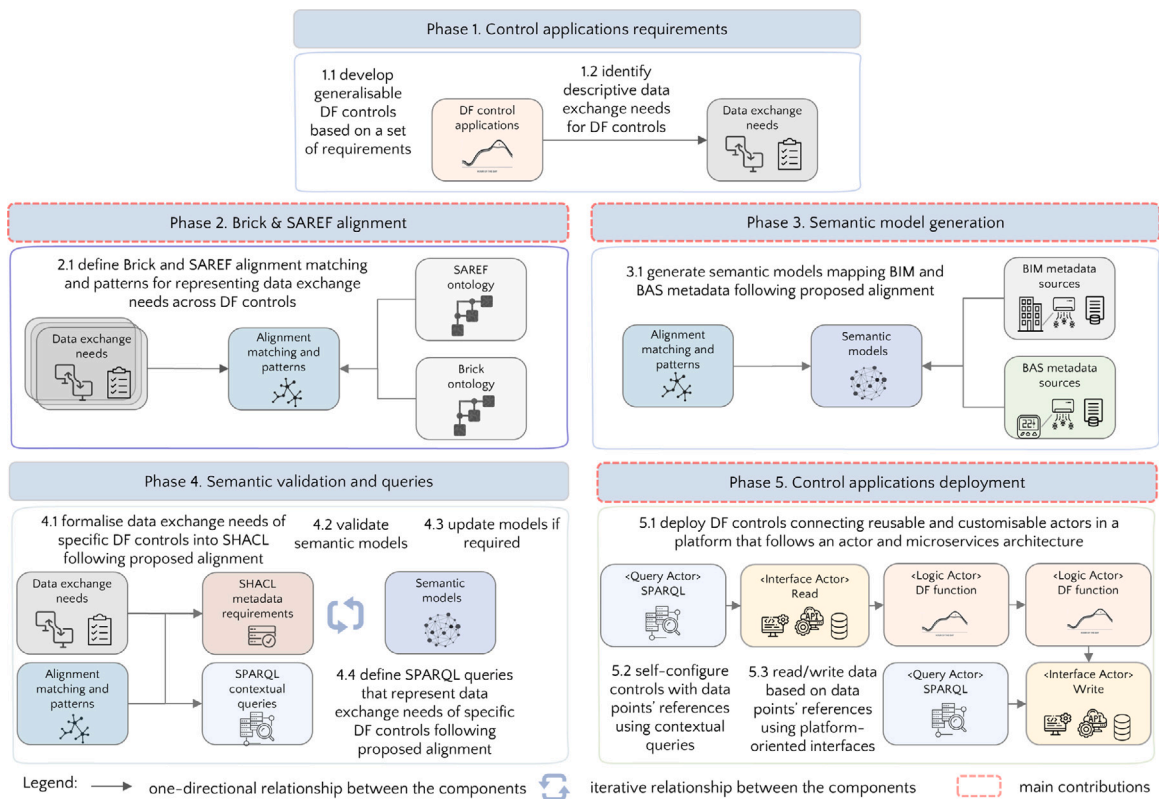 Phase 1. Control applications requirements
1.1 develop
generalisable
DF controls
based on a set
of requirements
DF control
applications
1.2 identify
descriptive data
exchange needs
for DF controls
Data exchange
needs
Phase 2. Brick & SAREF alignment
2.1 define Brick and SAREF alignment matching
and patterns for representing data exchange
needs across DF controls
Data exchange
needs
Alignment
matching and
patterns
SAREF
ontology
Brick
ontology
Phase 3. Semantic model generation
3.1 generate semantic models mapping BIM and
BAS metadata following proposed alignment
Alignment
matching and
patterns
Semantic
models
BIM metadata
sources
BAS metadata
sources
Phase 4. Semantic validation and queries
4.1 formalise data exchange needs of
specific DF controls into SHACL
following proposed alignment
4.2 validate
semantic models
4.3 update models if
required
Data exchange
needs
SHACL
metadata
requirements
Semantic
models
Alignment
matching and
patterns
SPARQL
contextual
queries
4.4 define SPARQL queries
that represent data
exchange needs of specific
DF controls following
proposed alignment
Phase 5. Control applications deployment
5.1 deploy DF controls connecting reusable and customisable actors in a
platform that follows an actor and microservices architecture
<Query Actor>
SPARQL
<Interface Actor>
Read
API
<Logic Actor>
DF function
<Logic Actor>
DF function
5.2 self-configure
controls with data
points' references
using contextual
queries
5.3 read/write data
based on data
points' references
using platform-
oriented interfaces
<Query Actor>
SPARQL
<Interface Actor>
Write
API
Legend:
one-directional relationship between the components
iterative relationship between the components
main contributions